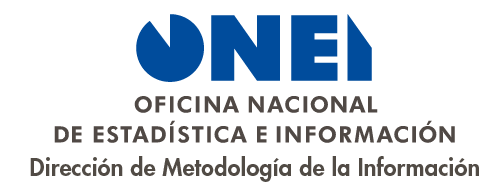 ONEI
OFICINA NACIONAL
DE ESTADÍSTICA E INFORMACIÓN
Dirección de Metodología de la Información